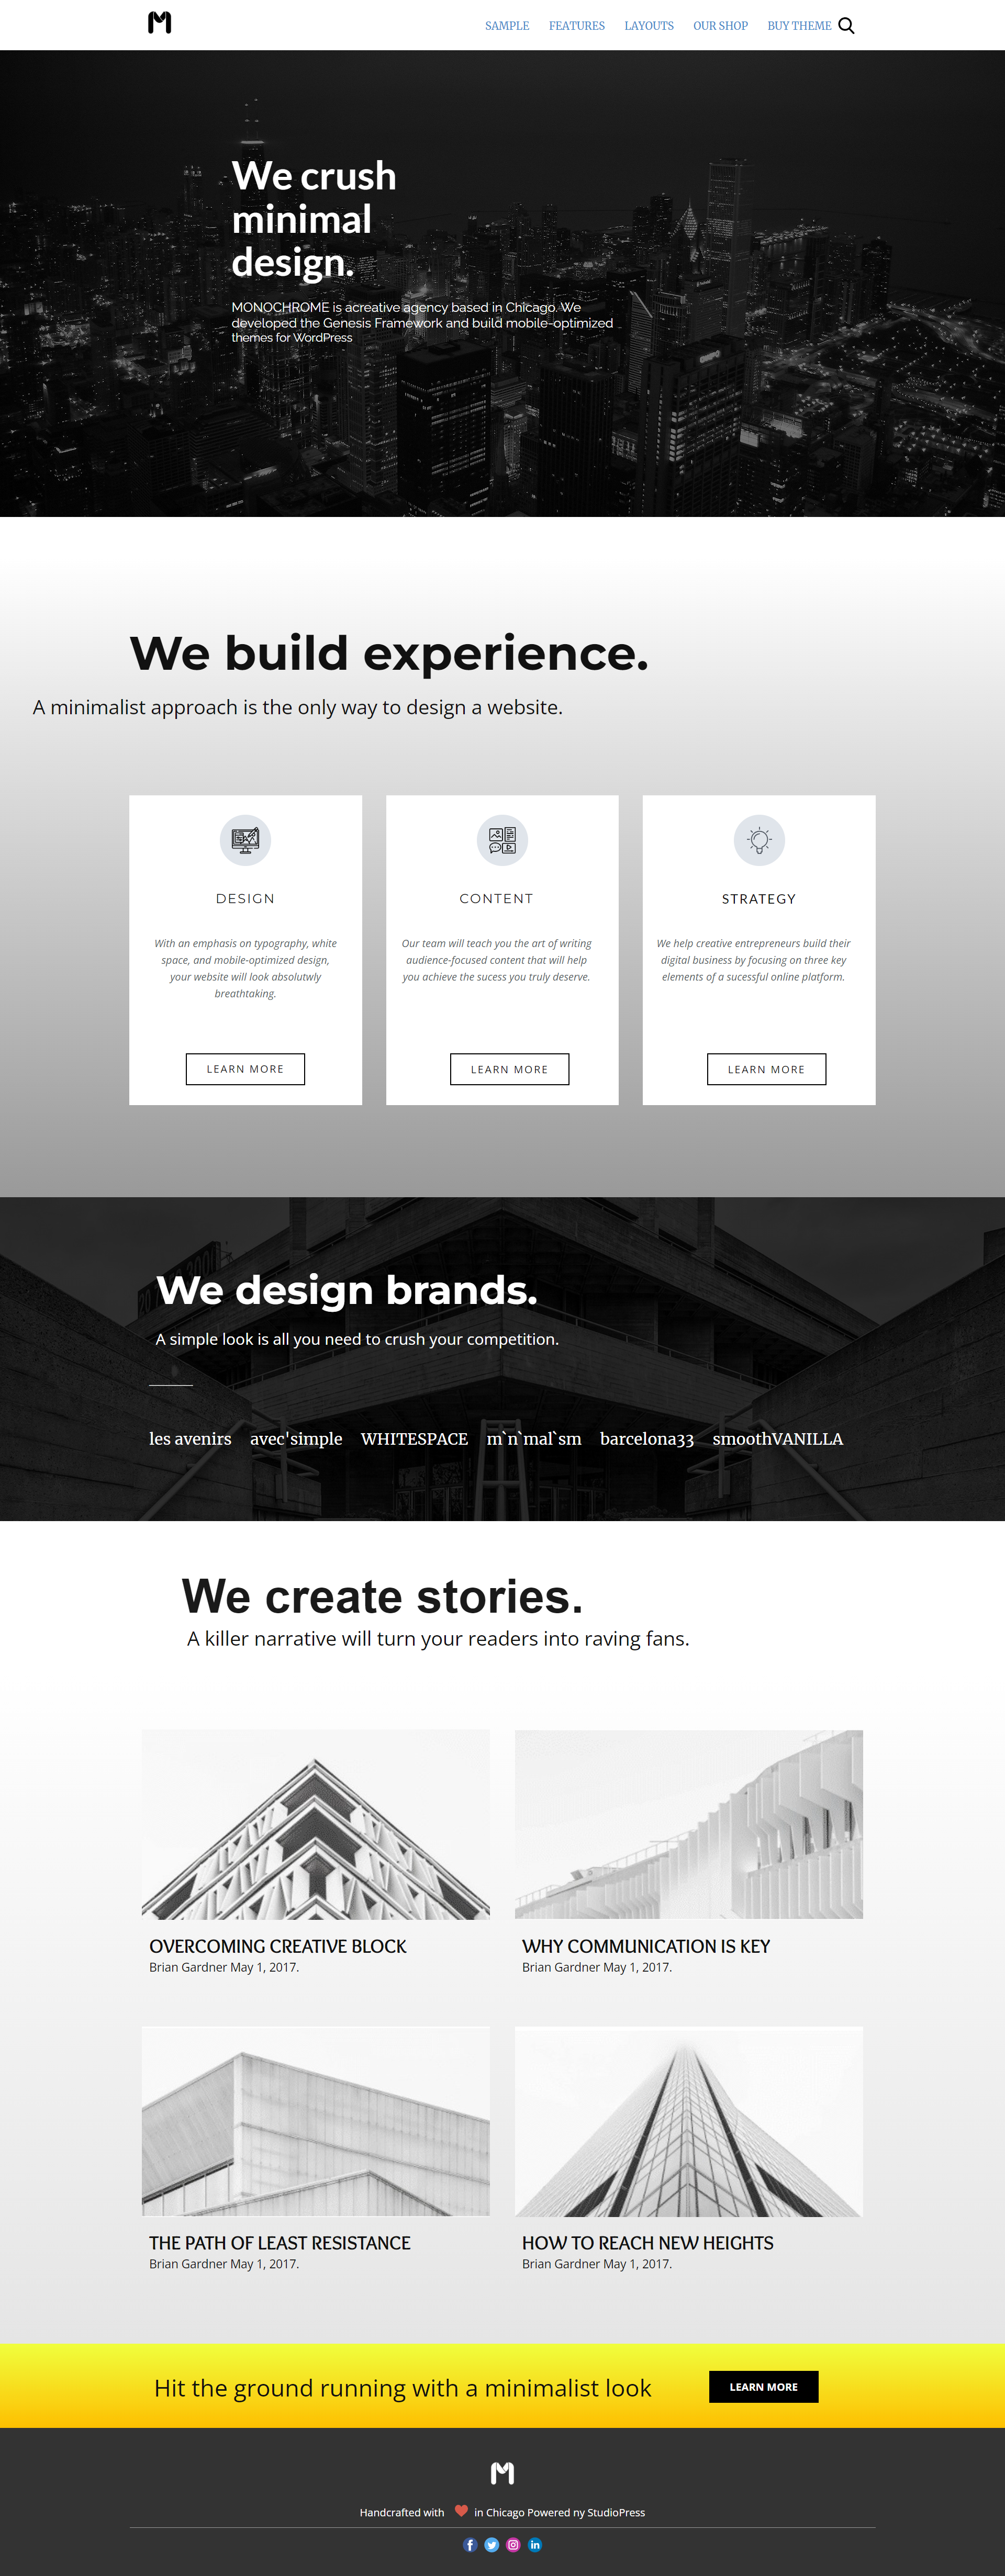 M
SAMPLE FEATURES LAYOUTS OUR SHOP BUY THEME
We crush
minimal
design.
MONOCHROME is acreative agency based in Chicago. We
developed the Genesis Framework and build mobile-optimized
themes for WordPress
We build experience.
A minimalist approach is the only way to design a website.
DESIGN
With an emphasis on typography, white
space, and mobile-optimized design,
your website will look absolutwly
breathtaking.
LEARN MORE
CONTENT
Our team will teach you the art of writing
audience-focused content that will help
you achieve the sucess you truly deserve.
LEARN MORE
STRATEGY
We help creative entrepreneurs build their
digital business by focusing on three key
elements of a sucessful online platform.
LEARN MORE
We design brands.
A simple look is all you need to crush your competition.
les avenirs avec'simple WHITESPACE m`n`mal`sm barcelona33 smoothVANILLA
We create stories.
A killer narrative will turn your readers into raving fans.
OVERCOMING CREATIVE BLOCK
Brian Gardner May 1, 2017.
WHY COMMUNICATION IS KEY
Brian Gardner May 1, 2017.
THE PATH OF LEAST RESISTANCE
Brian Gardner May 1, 2017.
HOW TO REACH NEW HEIGHTS
Brian Gardner May 1, 2017.
Hit the ground running with a minimalist look
LEARN MORE
M
Handcrafted with in Chicago Powered ny StudioPress